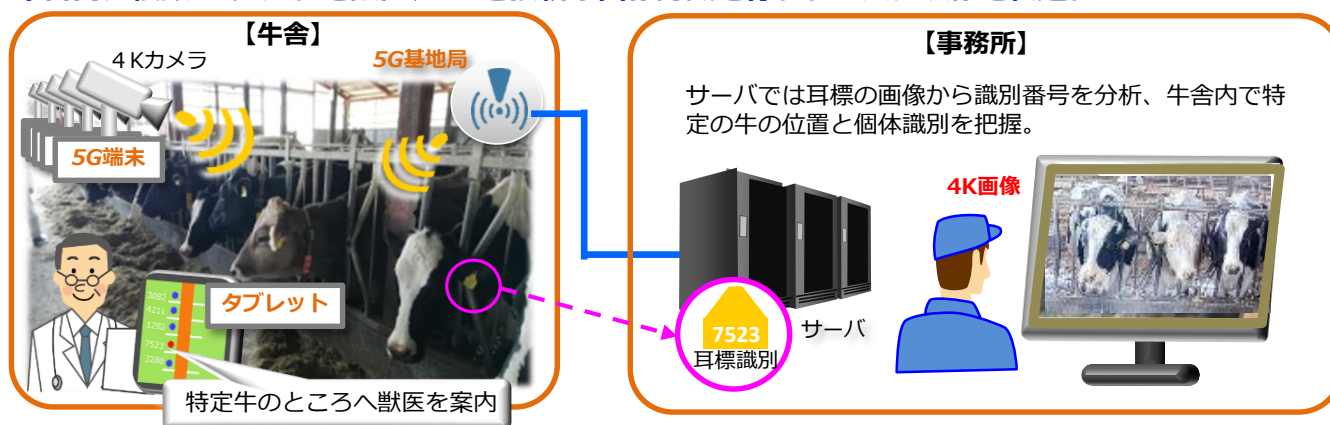 【牛舎】
4Kカメラ
5G基地局
5G端末
タブレット
3092
4211
1282
7523
3280
特定牛のところへ獣医を案内
【事務所】
サーバでは耳標の画像から識別番号を分析、牛舎内で特
定の牛の位置と個体識別を把握。
4K画像
7523
耳標識別
サーバ